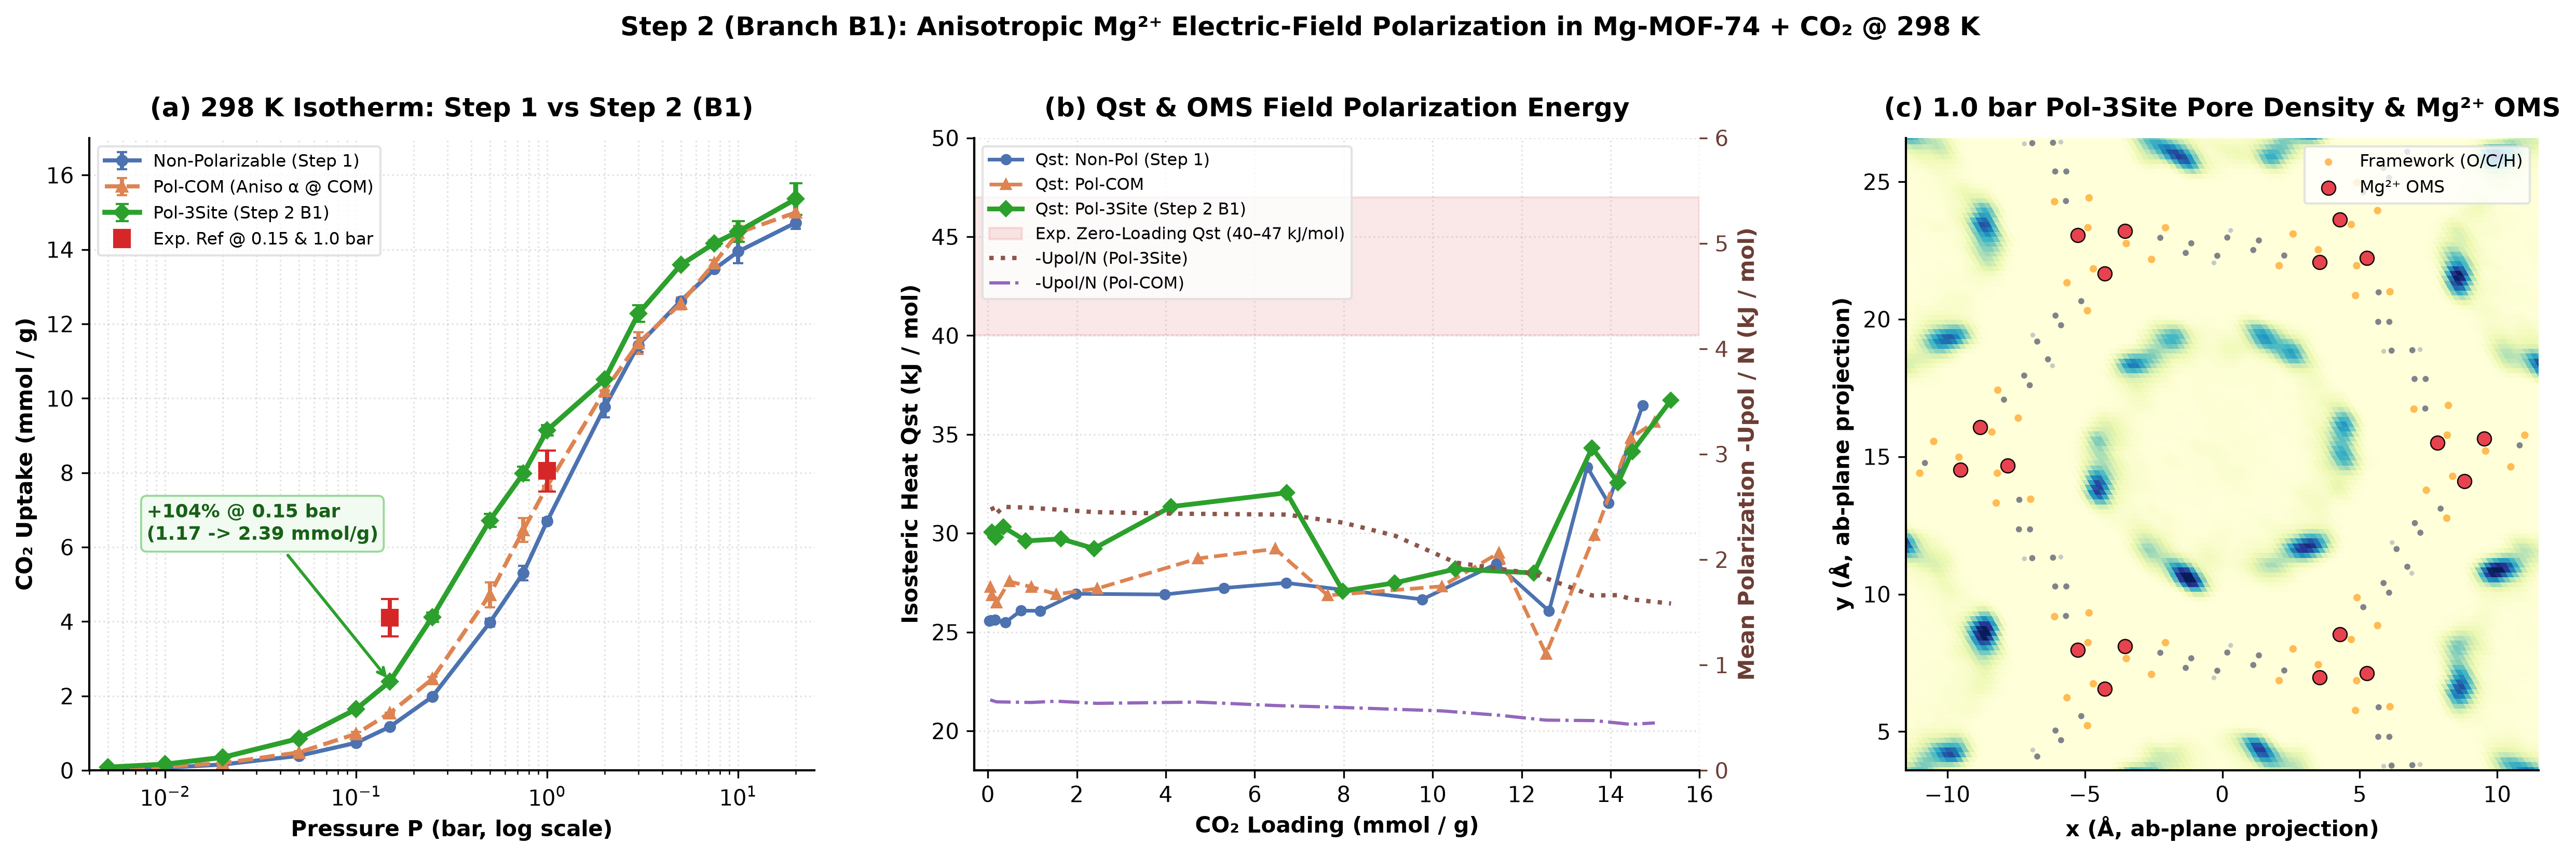 Step 2 (Branch B1): Anisotropic Mg²⁺ Electric-Field Polarization in Mg-MOF-74 + CO₂ @ 298 K
(a) 298 K Isotherm: Step 1 vs Step 2 (B1)
Non-Polarizable (Step 1)
Pol-COM (Aniso α @ COM)
Pol-3Site (Step 2 B1)
Exp. Ref @ 0.15 & 1.0 bar
+104% @ 0.15 bar
(1.17 -> 2.39 mmol/g)
CO₂ Uptake (mmol / g)
16
14
12
10
8
6
4
2
0
10⁻²
10⁻¹
10⁰
10¹
Pressure P (bar, log scale)
(b) Qst & OMS Field Polarization Energy
Qst: Non-Pol (Step 1)
Qst: Pol-COM
Qst: Pol-3Site (Step 2 B1)
Exp. Zero-Loading Qst (40–47 kJ/mol)
-Upol/N (Pol-3Site)
-Upol/N (Pol-COM)
Isosteric Heat Qst (kJ / mol)
50
45
40
35
30
25
20
0
2
4
6
8
10
12
14
16
CO₂ Loading (mmol / g)
6
5
4
3
2
1
0
Mean Polarization -Upol / N (kJ / mol)
(c) 1.0 bar Pol-3Site Pore Density & Mg²⁺ OMS
Framework (O/C/H)
Mg²⁺ OMS
y (Å, ab-plane projection)
25
20
15
10
5
−10
−5
0
5
10
x (Å, ab-plane projection)